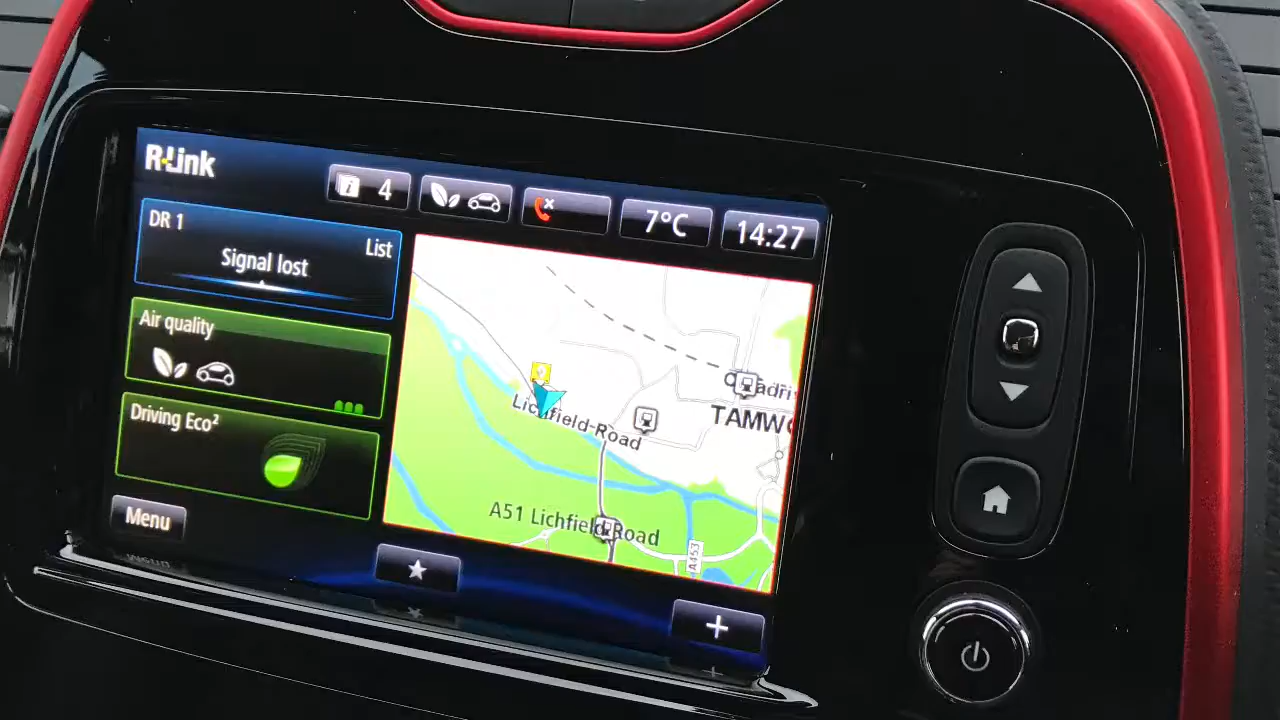 R-Link
4
7°C
14:27
DR 1
List
Signal lost
Air quality
Driving Eco²
Menu
Lichfield-Road
TAMW
A51 Lichfield Road
A453